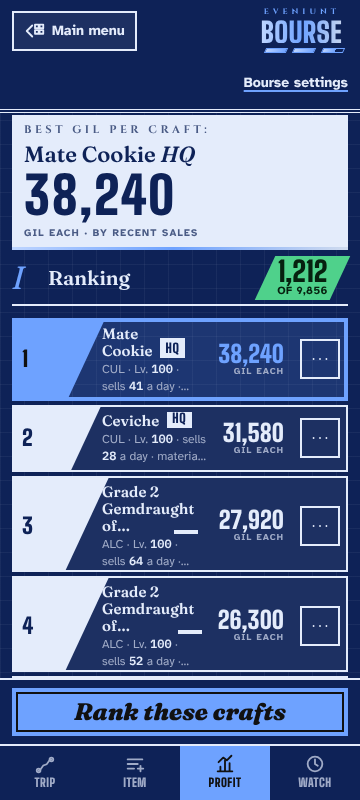 Main menu
EVENIUNT
BOURSE
Bourse settings
BEST GIL PER CRAFT:
Mate Cookie HQ
38,240
GIL EACH · BY RECENT SALES
I Ranking
1,212
OF 9,856
1
Mate
Cookie HQ
CUL · Lv. 100 ·
sells 41 a day ·...
38,240
GIL EACH
...
2
Ceviche HQ
CUL · Lv. 100 · sells
28 a day · materia...
31,580
GIL EACH
...
3
Grade 2
Gemdraught
of...
ALC · Lv. 100 ·
sells 64 a day ·...
27,920
GIL EACH
...
4
Grade 2
Gemdraught
of...
ALC · Lv. 100 ·
sells 52 a day ·...
26,300
GIL EACH
...
Rank these crafts
TRIP
ITEM
PROFIT
WATCH